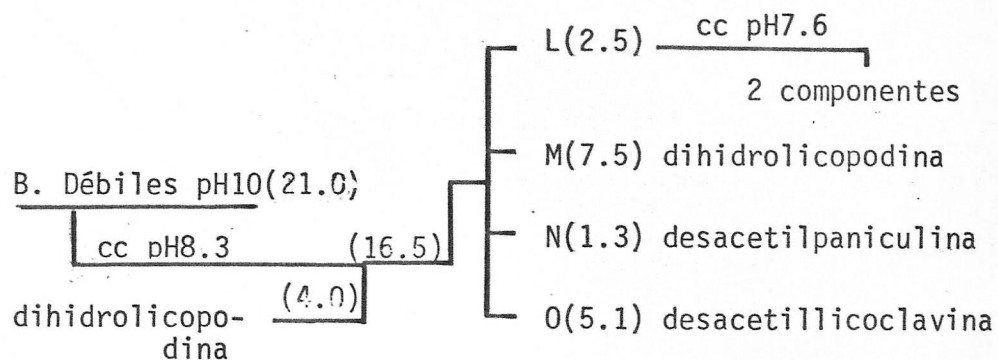 L(2.5) cc pH7.6
2 componentes
M(7.5) dihidrolicopodina
B. Débiles pH10(21.0)
N(1.3) desacetilpaniculina
cc pH8.3 (16.5)
(4.0)
dihidrolicopo-
dina
O(5.1) desacetillicoclavina